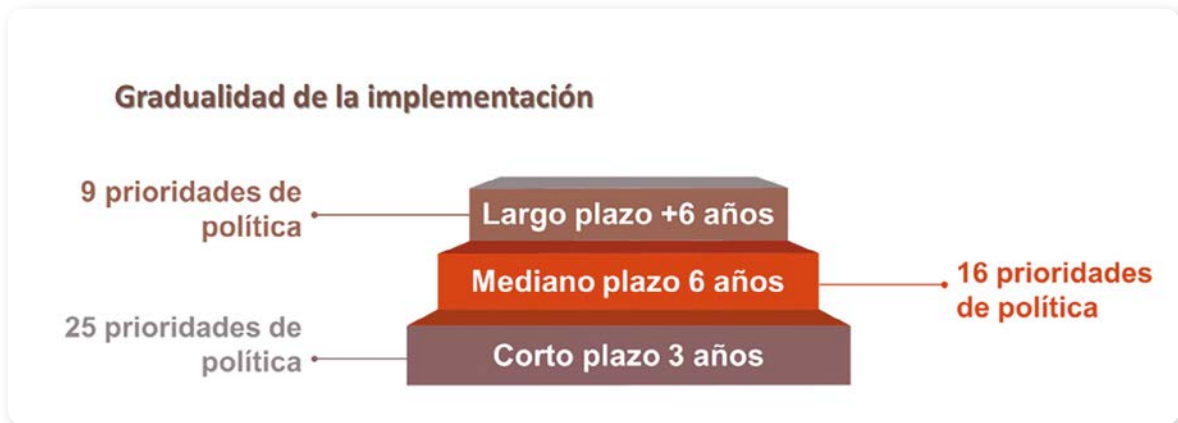 Gradualidad de la implementación
9 prioridades de
política
Largo plazo +6 años
Mediano plazo 6 años
16 prioridades
de política
25 prioridades de
política
Corto plazo 3 años